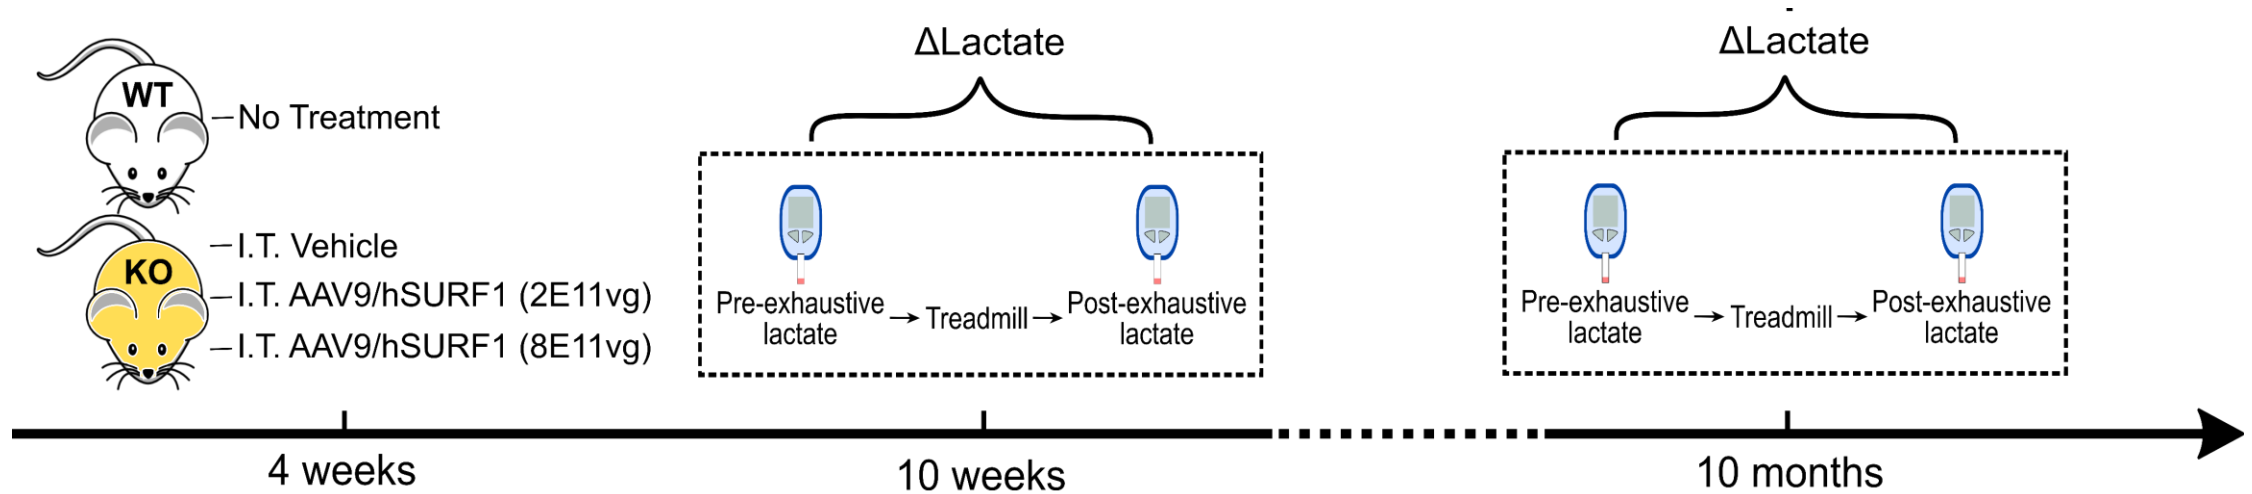 ΔLactate
ΔLactate
WT
No Treatment
KO
I.T. Vehicle
I.T. AAV9/hSURF1 (2E11vg)
I.T. AAV9/hSURF1 (8E11vg)
Pre-exhaustive
lactate
Treadmill
Post-exhaustive
lactate
Pre-exhaustive
lactate
Treadmill
Post-exhaustive
lactate
4 weeks
10 weeks
10 months